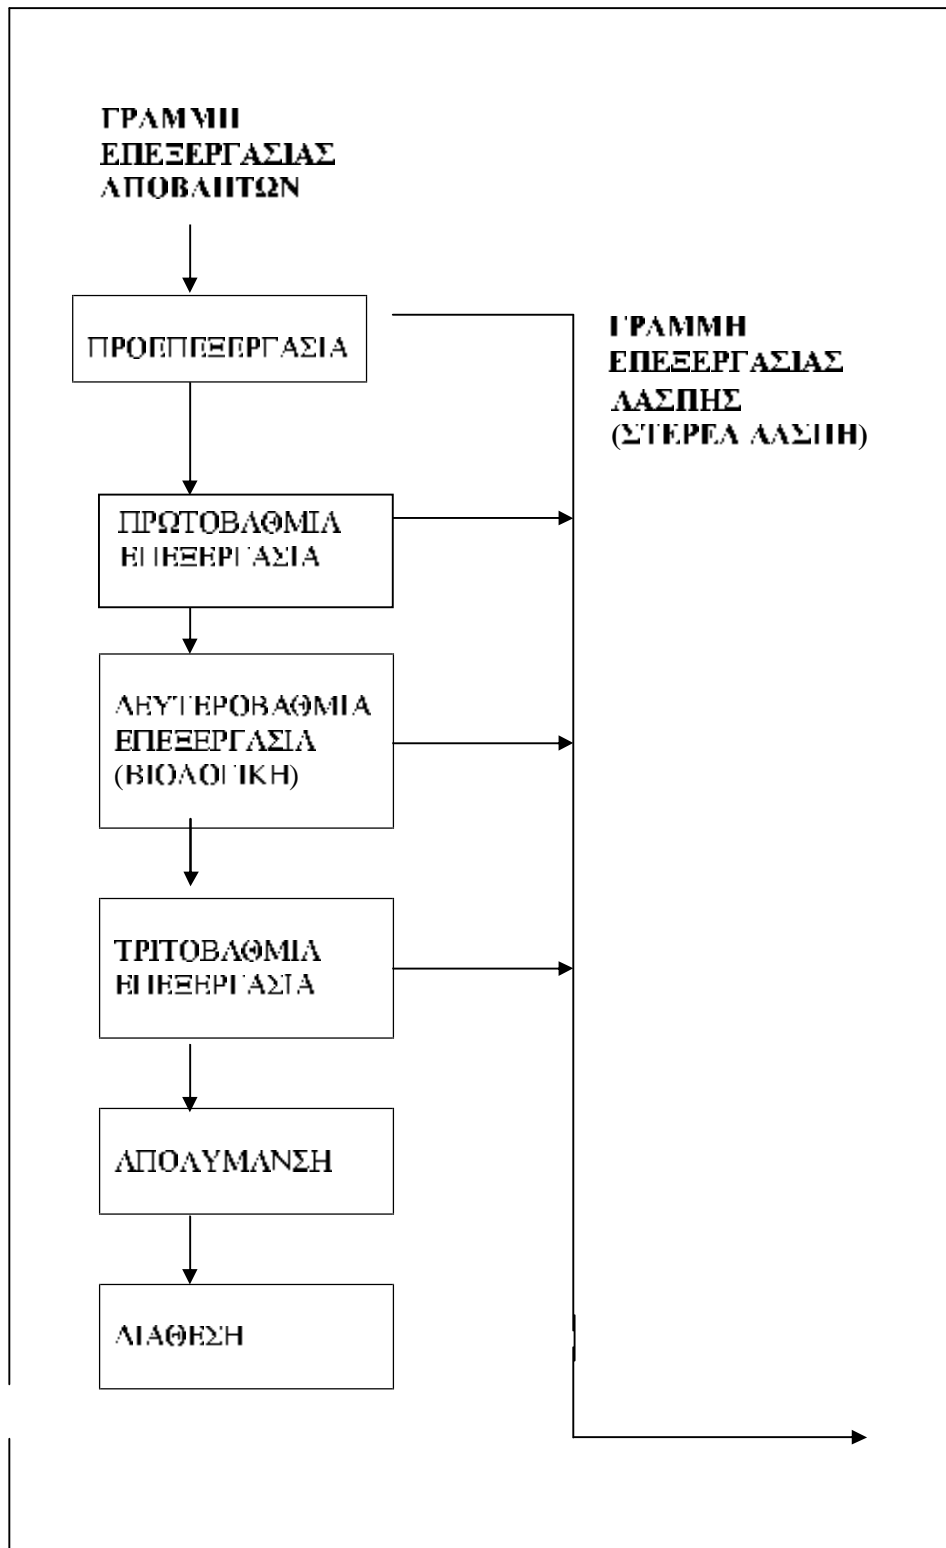 ΓΡΑΜΜΗ
ΕΠΕΞΕΡΓΑΣΙΑΣ
ΑΠΟΒΛΗΤΩΝ
ΠΡΟΕΠΕΞΕΡΓΑΣΙΑ
ΓΡΑΜΜΗ
ΕΠΕΞΕΡΓΑΣΙΑΣ
ΛΑΣΠΗΣ
(ΣΤΕΡΕΑ ΛΑΣΠΗ)
ΠΡΩΤΟΒΑΘΜΙΑ
ΕΠΕΞΕΡΓΑΣΙΑ
ΔΕΥΤΕΡΟΒΑΘΜΙΑ
ΕΠΕΞΕΡΓΑΣΙΑ
(ΒΙΟΛΟΓΙΚΗ)
ΤΡΙΤΟΒΑΘΜΙΑ
ΕΠΕΞΕΡΓΑΣΙΑ
ΑΠΟΛΥΜΑΝΣΗ
ΔΙΑΘΕΣΗ